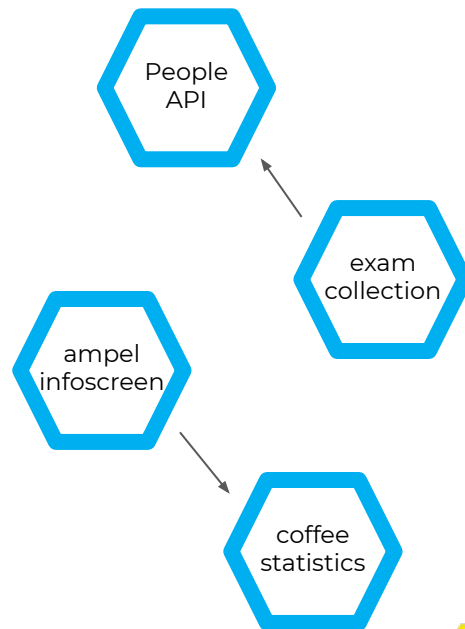 People
API
exam
collection
ampel
infoscreen
coffee
statistics